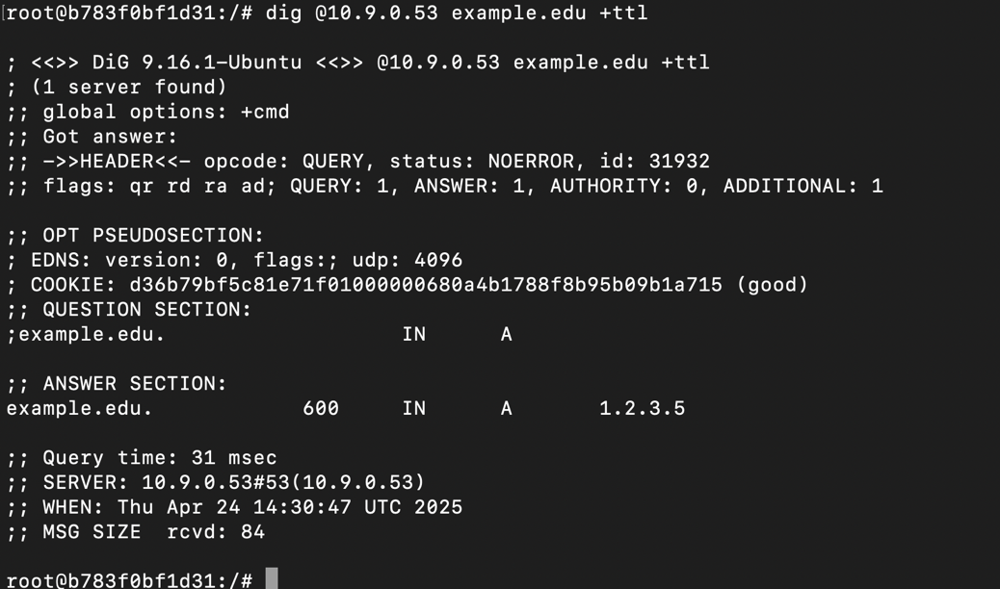 [root@b783f0bf1d31:/# dig @10.9.0.53 example.edu +ttl
; <<>> DiG 9.16.1-Ubuntu <<>> @10.9.0.53 example.edu +ttl
; (1 server found)
;; global options: +cmd
;; Got answer:
;; ->>HEADER<<- opcode: QUERY, status: NOERROR, id: 31932
;; flags: qr rd ra ad; QUERY: 1, ANSWER: 1, AUTHORITY: 0, ADDITIONAL: 1
;; OPT PSEUDOSECTION:
; EDNS: version: 0, flags:; udp: 4096
; COOKIE: d36b79bf5c81e71f01000000680a4b1788f8b95b09b1a715 (good)
;; QUESTION SECTION:
;example.edu. IN A
;; ANSWER SECTION:
example.edu. 600 IN A 1.2.3.5
;; Query time: 31 msec
;; SERVER: 10.9.0.53#53(10.9.0.53)
;; WHEN: Thu Apr 24 14:30:47 UTC 2025
;; MSG SIZE rcvd: 84
root@b783f0bf1d31:/#